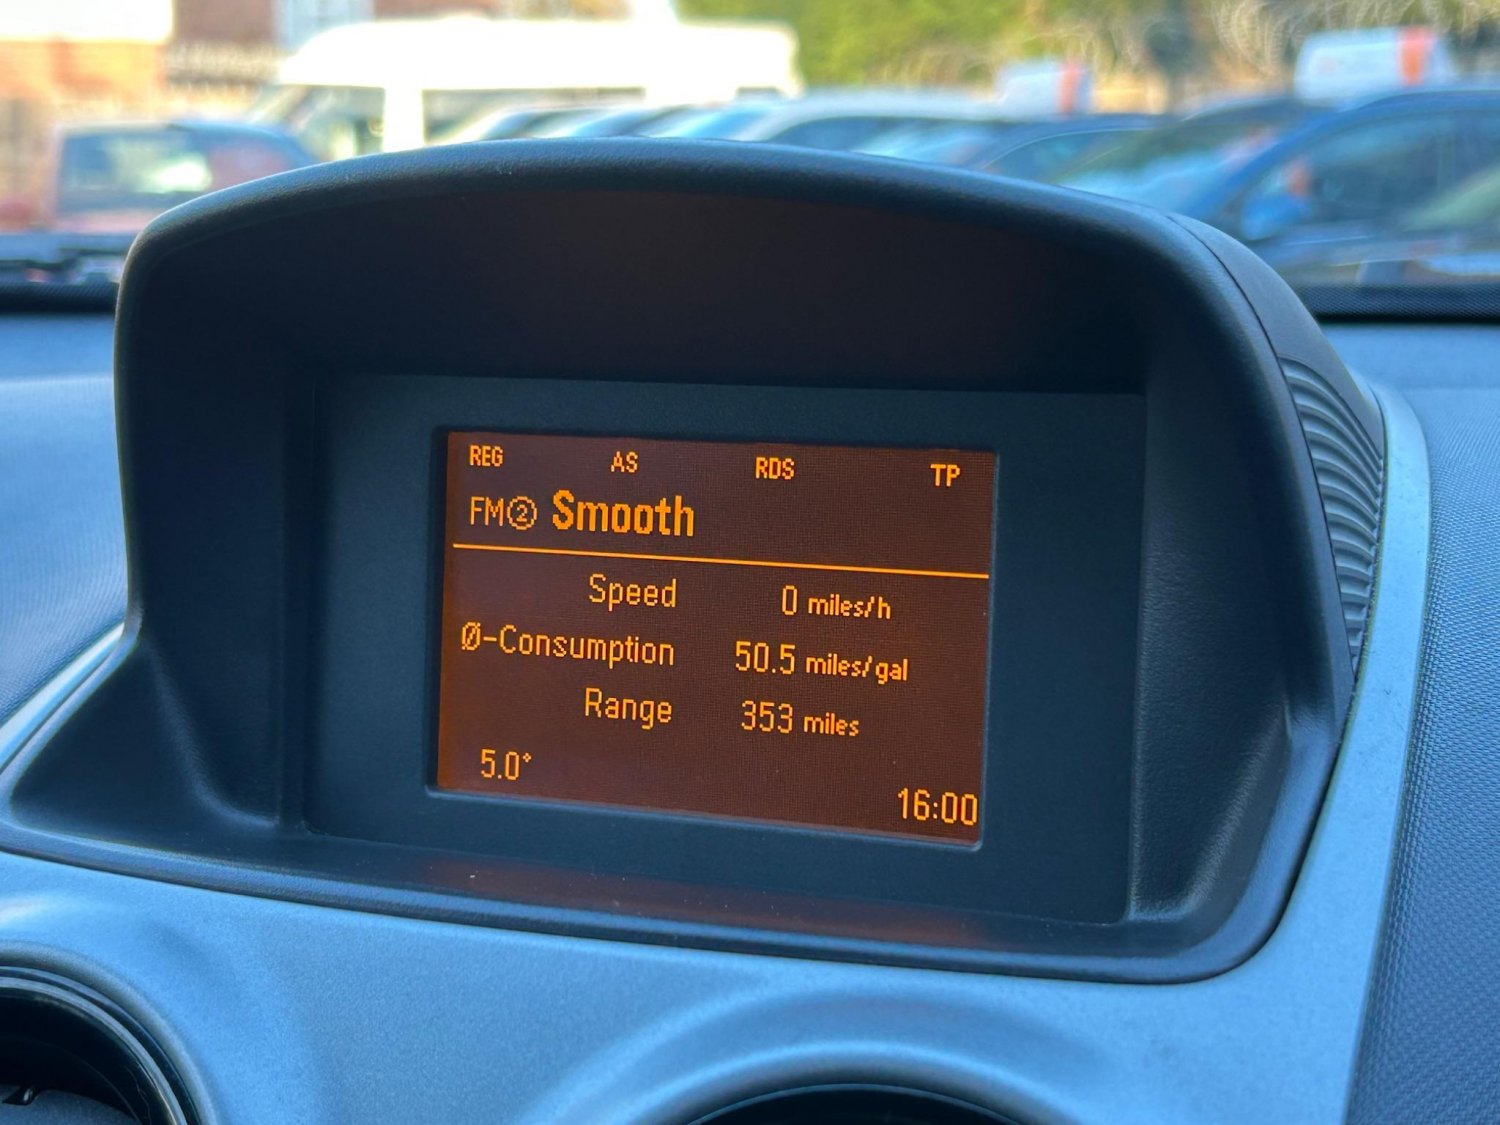 REG AS RDS TP
FM② Smooth
Speed 0 miles/h
Ø-Consumption 50.5 miles/gal
Range 353 miles
5.0°
16:00